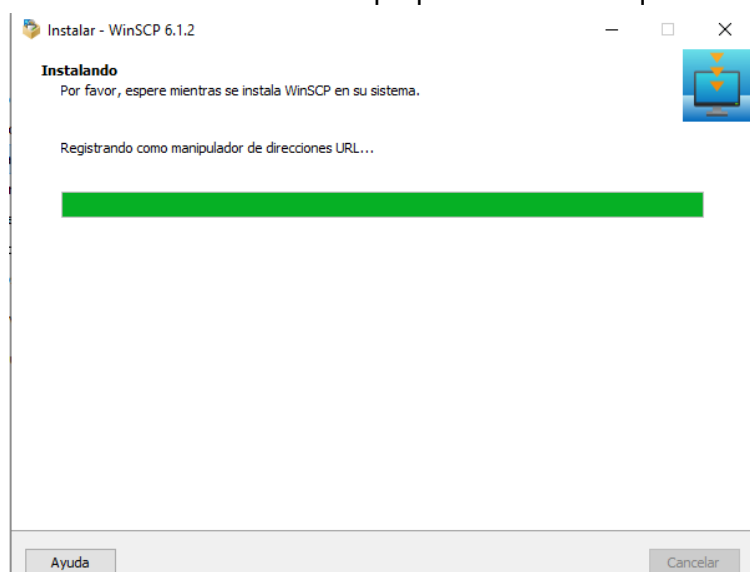 Instalar - WinSCP 6.1.2
Instalando
Por favor, espere mientras se instala WinSCP en su sistema.
Registrando como manipulador de direcciones URL...
Ayuda
Cancelar